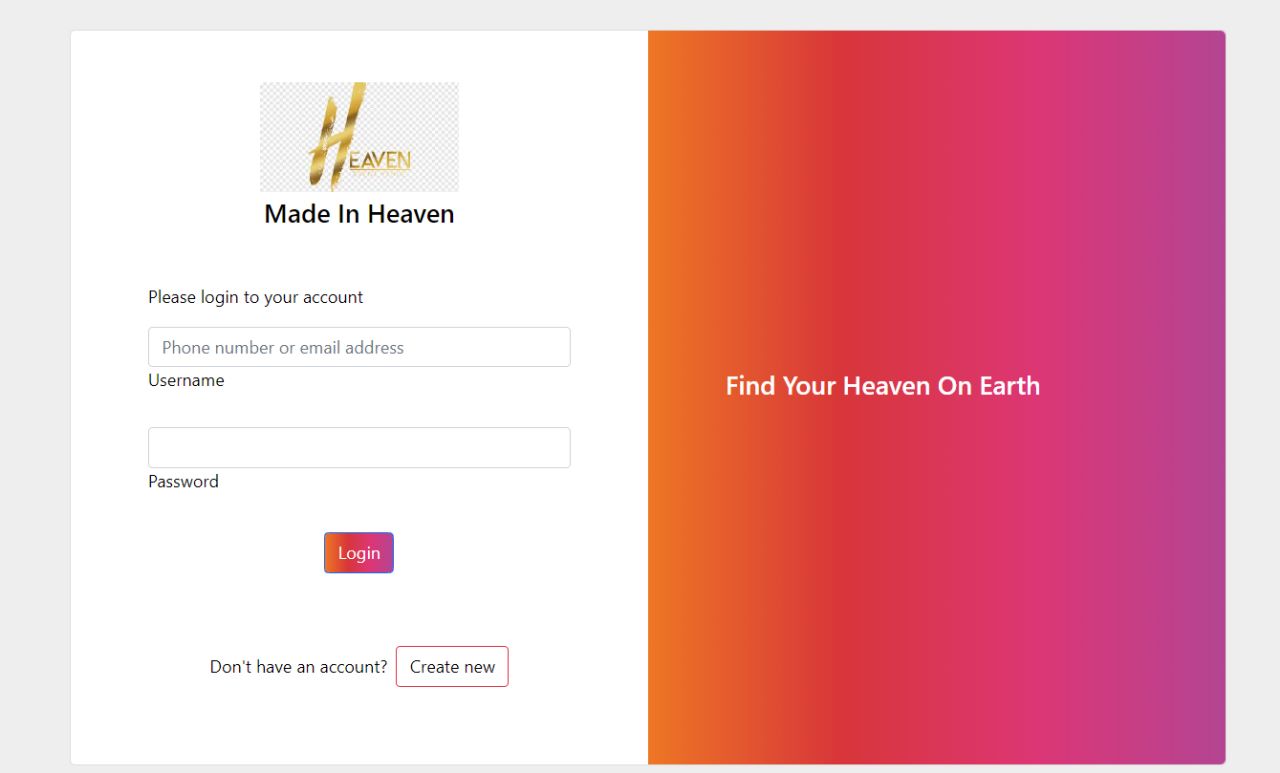 HEAVEN
Made In Heaven
Please login to your account
Phone number or email address
Username
Password
Login
Don't have an account? Create new
Find Your Heaven On Earth